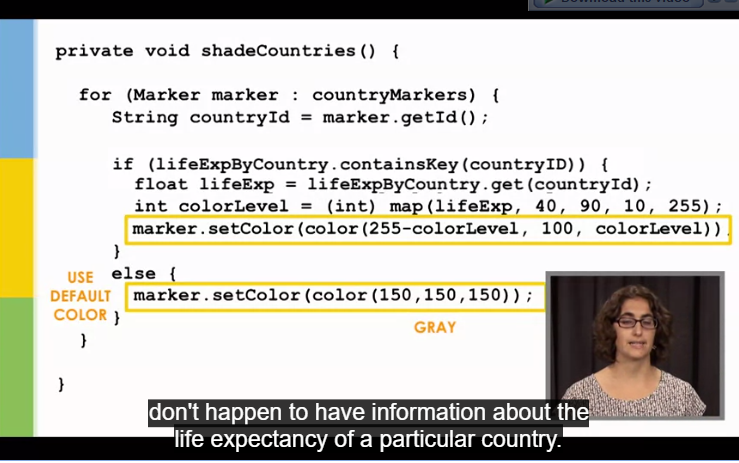 Download this video
private void shadeCountries() {
for (Marker marker : countryMarkers) {
String countryId = marker.getId();
if (lifeExpByCountry.containsKey(countryID)) {
float lifeExp = lifeExpByCountry.get(countryId);
int colorLevel = (int) map(lifeExp, 40, 90, 10, 255);
marker.setColor(color(255-colorLevel, 100, colorLevel));
}
else {
USE DEFAULT COLOR
marker.setColor(color(150,150,150));
}
GRAY
}
}
don't happen to have information about the
life expectancy of a particular country.